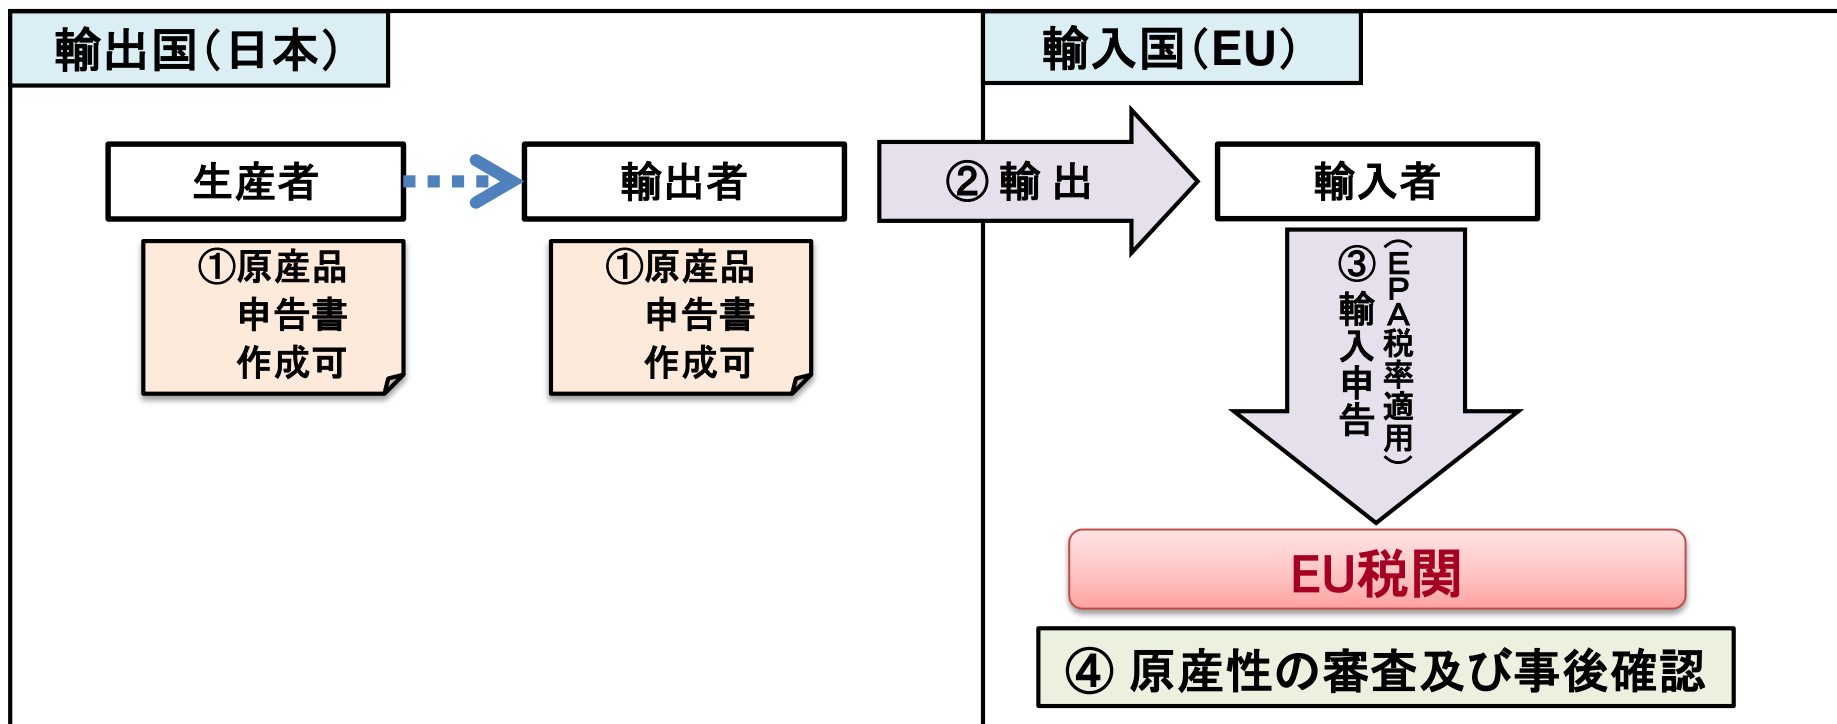 輸出国（日本）
輸入国（EU）
生産者
輸出者
②輸出
輸入者
①原産品
申告書
作成可
①原産品
申告書
作成可
③輸入申告
（ＥＰＡ税率適用）
EU税関
④ 原産性の審査及び事後確認